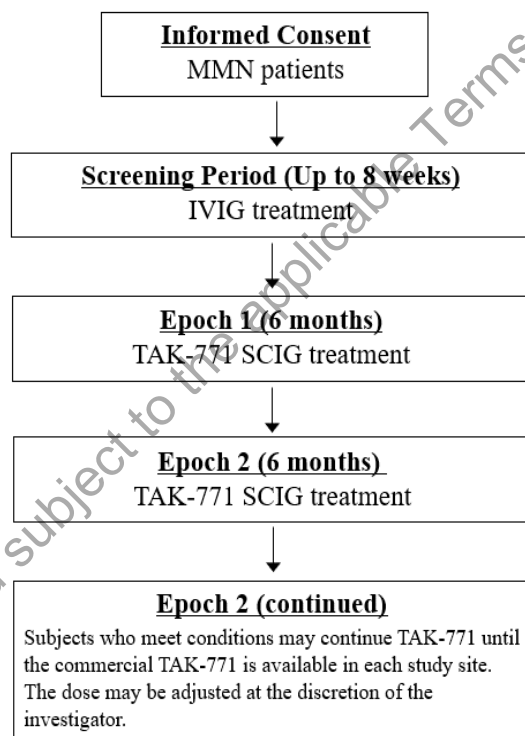 Informed Consent
MMN patients
Screening Period (Up to 8 weeks)
IVIG treatment
Epoch 1 (6 months)
TAK-771 SCIG treatment
Epoch 2 (6 months)
TAK-771 SCIG treatment
Epoch 2 (continued)
Subjects who meet conditions may continue TAK-771 until
the commercial TAK-771 is available in each study site.
The dose may be adjusted at the discretion of the
investigator.
subject to the applicable Terms